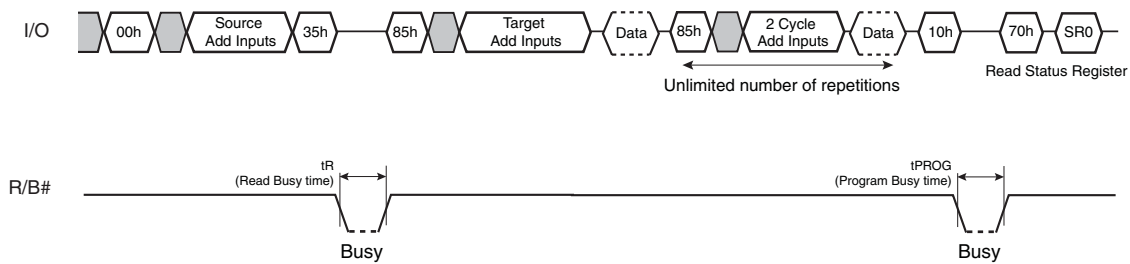 I/O
00h
Source
Add Inputs
35h
85h
Target
Add Inputs
Data
85h
2 Cycle
Add Inputs
Data
10h
70h
SR0
Unlimited number of repetitions
Read Status Register
R/B#
tR
(Read Busy time)
Busy
tPROG
(Program Busy time)
Busy